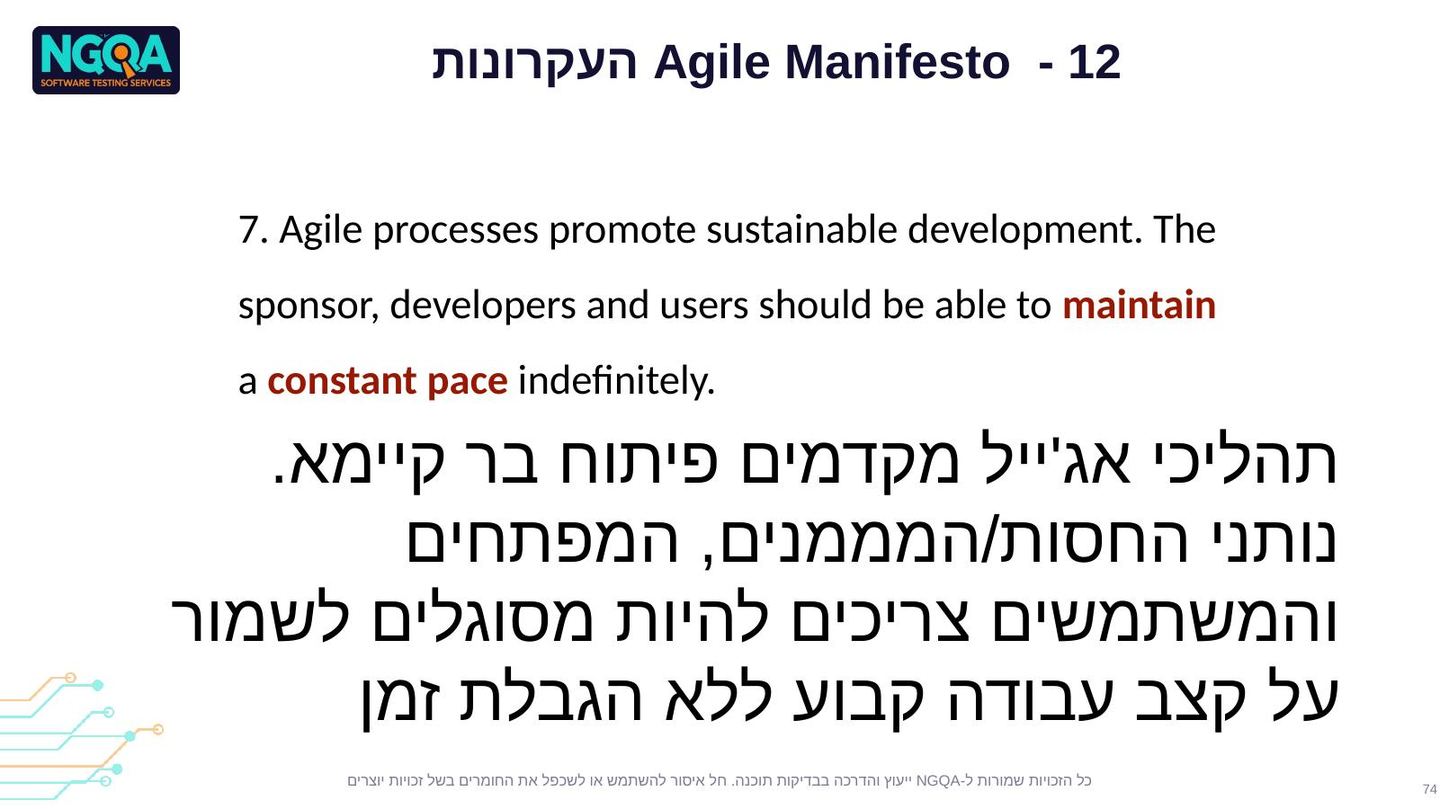 NGQA
SOFTWARE TESTING SERVICES
12 - Agile Manifesto העקרונות
7. Agile processes promote sustainable development. The
sponsor, developers and users should be able to maintain
a constant pace indefinitely.
תהליכי אג'ייל מקדמים פיתוח בר קיימא.
נותני החסות/המממנים, המפתחים
והמשתמשים צריכים להיות מסוגלים לשמור
על קצב עבודה קבוע ללא הגבלת זמן
כל הזכויות שמורות ל-NGQA ייעוץ והדרכה בבדיקות תוכנה. חל איסור להשתמש או לשכפל את החומרים בשל זכויות יוצרים
74